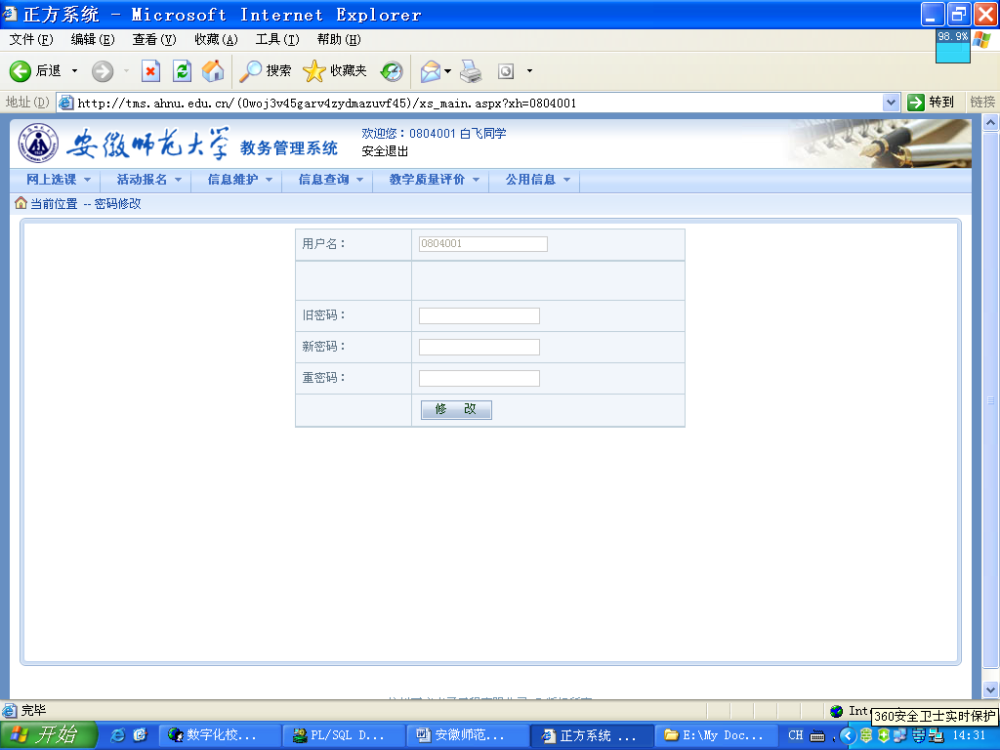 正方系统 - Microsoft Internet Explorer
文件(F) 编辑(E) 查看(V) 收藏(A) 工具(T) 帮助(H)
98.9%
后退 搜索 收藏夹
地址(D) http://tms.ahnu.edu.cn/(0woj3v45garv4zydmazuvf45)/xs_main.aspx?xh=0804001 转到 链接
安徽师范大学 教务管理系统
欢迎您：0804001 白飞同学
安全退出
网上选课 活动报名 信息维护 信息查询 教学质量评价 公用信息
当前位置 -- 密码修改
用户名： 0804001
旧密码：
新密码：
重密码：
修 改
完毕 Int
360安全卫士实时保护
开始 数字化校... PL/SQL D... 安徽师范... 正方系统 ... E:\My Doc... CH 14:31